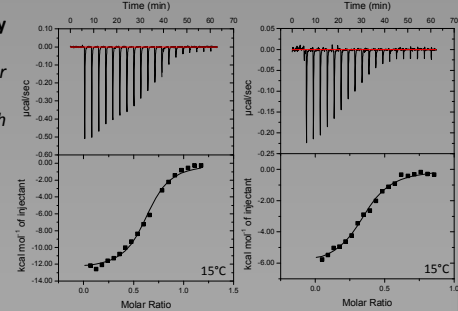 y
r
h
Time (min)
0 10 20 30 40 50 60 70
0.10
0.00
-0.10
-0.20
-0.30
-0.40
-0.50
-0.60
µcal/sec
0.00
-2.00
-4.00
-6.00
-8.00
-10.00
-12.00
-14.00
kcal mol⁻¹ of injectant
15°C
0.0 0.5 1.0 1.5
Molar Ratio
Time (min)
0 10 20 30 40 50 60 70
0.05
0.00
-0.05
-0.10
-0.15
-0.20
-0.25
µcal/sec
0.00
-2.00
-4.00
-6.00
kcal mol⁻¹ of injectant
15°C
0.0 0.5 1.0
Molar Ratio